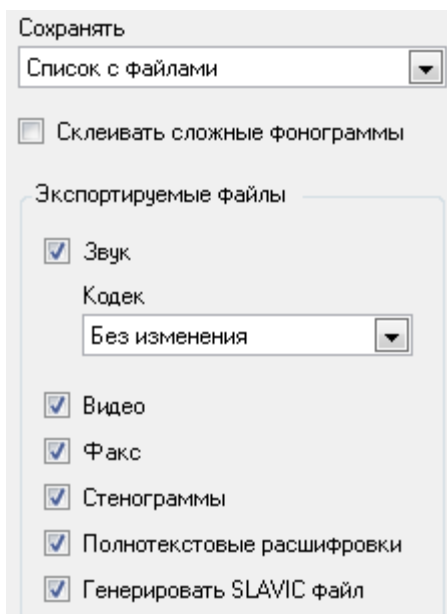 Сохранять
Список с файлами
Склеивать сложные фонограммы
Экспортируемые файлы
Звук
Кодек
Без изменения
Видео
Факс
Стенограммы
Полнотекстовые расшифровки
Генерировать SLAVIC файл